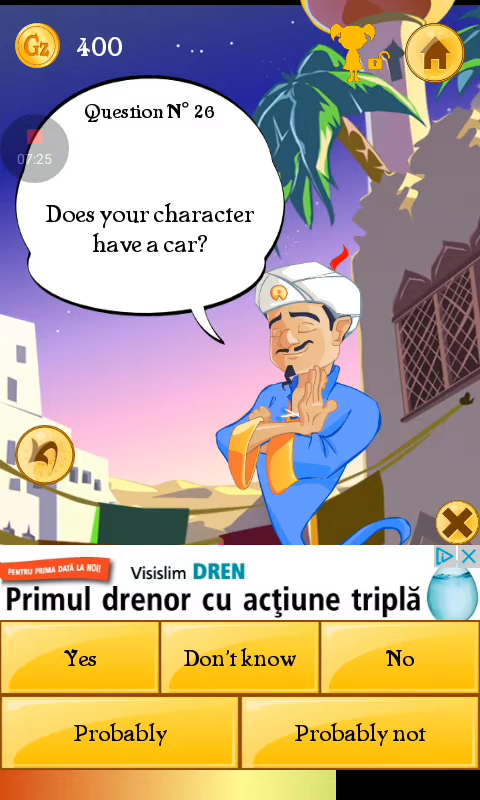 Gz 400
Question N° 26
07:25
Does your character
have a car?
PENTRU PRIMA DATĂ LA NOI!
Visislim DREN
Primul drenor cu acţiune triplă
Yes
Don't know
No
Probably
Probably not